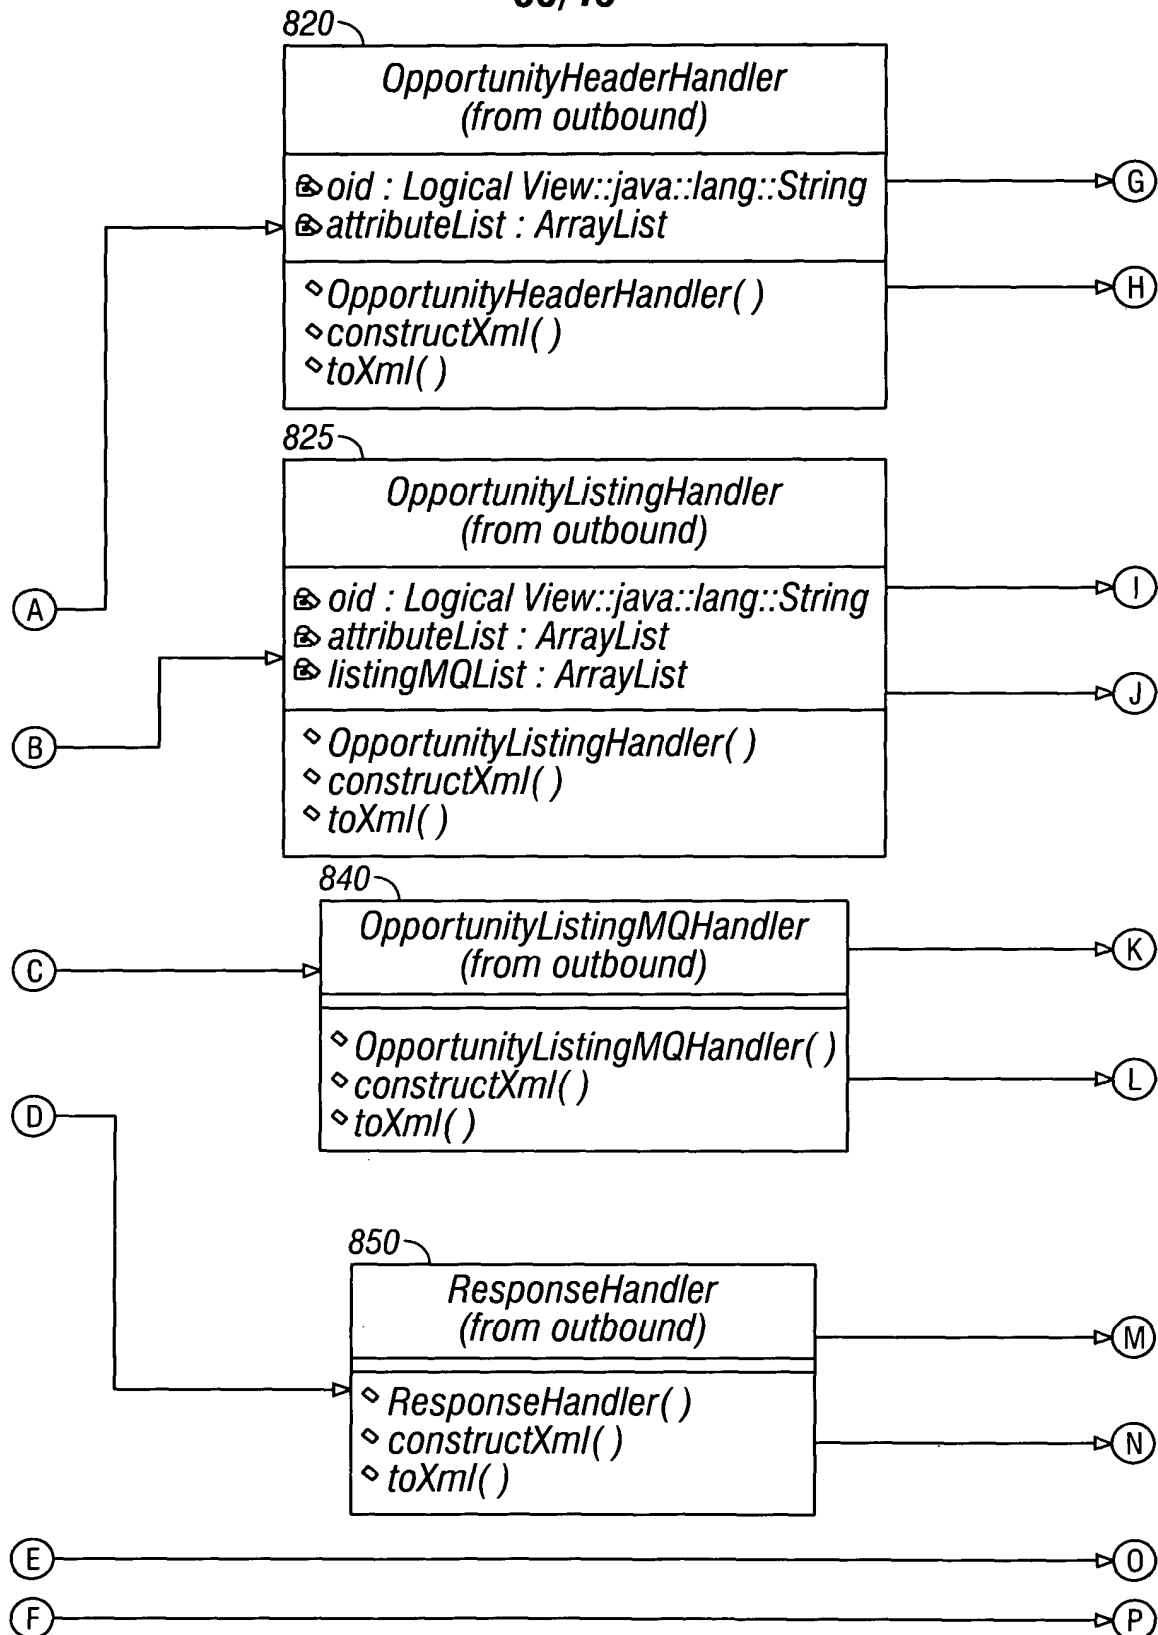 820
OpportunityHeaderHandler
(from outbound)
oid : Logical View::java::lang::String
attributeList : ArrayList
OpportunityHeaderHandler( )
constructXml( )
toXml( )
G
H
825
OpportunityListingHandler
(from outbound)
oid : Logical View::java::lang::String
attributeList : ArrayList
listingMQList : ArrayList
OpportunityListingHandler( )
constructXml( )
toXml( )
A
B
I
J
840
OpportunityListingMQHandler
(from outbound)
OpportunityListingMQHandler( )
constructXml( )
toXml( )
C
D
K
L
850
ResponseHandler
(from outbound)
ResponseHandler( )
constructXml( )
toXml( )
M
N
E
O
F
P